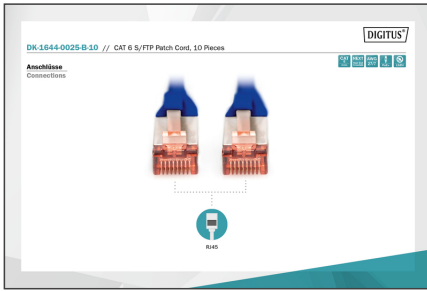 DIGITUS®
DK-1644-0025-B-10 // CAT 6 S/FTP Patch Cord, 10 Pieces
Anschlüsse
Connections
RJ45